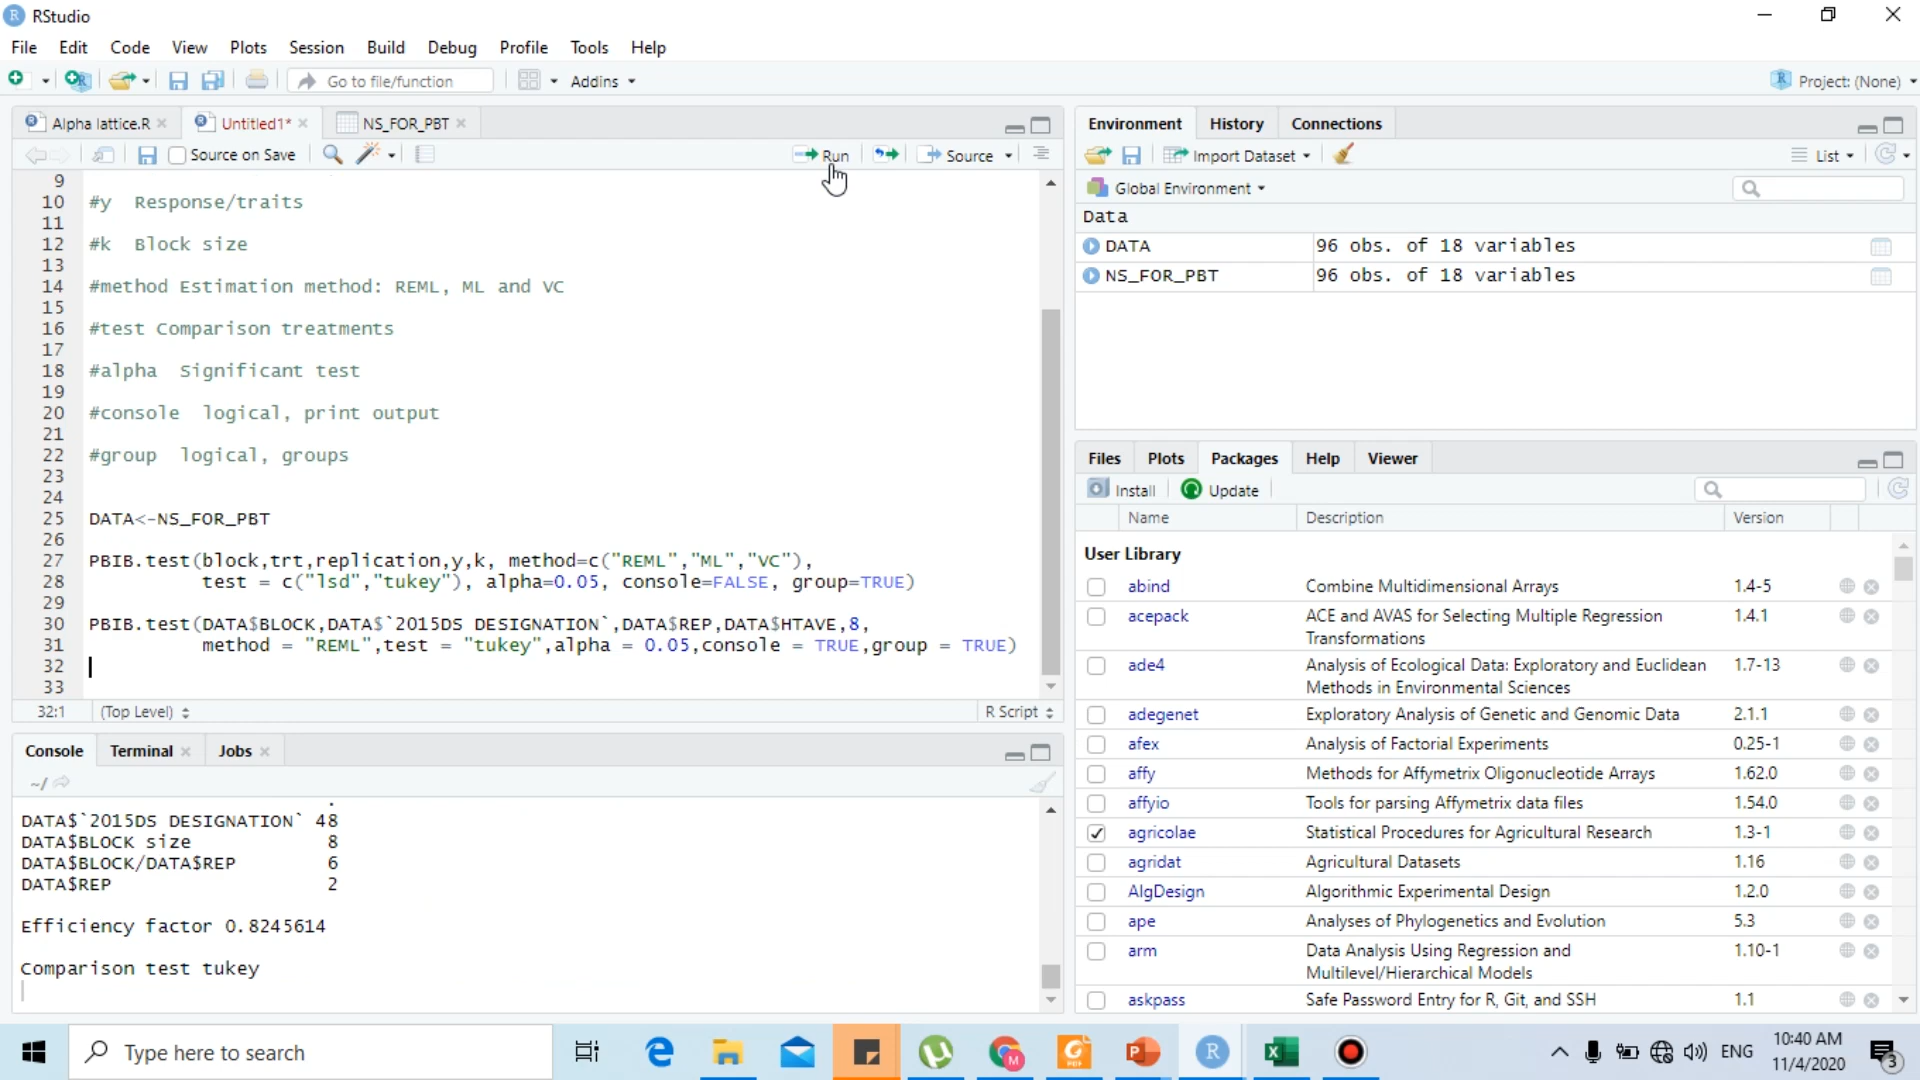 RStudio
File Edit Code View Plots Session Build Debug Profile Tools Help
Go to file/function Addins Project: (None)
Alpha lattice.R Untitled1* NS_FOR_PBT
Source on Save Run Source
9
10 #y Response/traits
11
12 #k Block size
13
14 #method Estimation method: REML, ML and VC
15
16 #test Comparison treatments
17
18 #alpha Significant test
19
20 #console logical, print output
21
22 #group logical, groups
23
24
25 DATA<-NS_FOR_PBT
26
27 PBIB.test(block,trt,replication,y,k, method=c("REML","ML","VC"),
28 test = c("lsd","tukey"), alpha=0.05, console=FALSE, group=TRUE)
29
30 PBIB.test(DATA$BLOCK,DATA$`2015DS DESIGNATION`,DATA$REP,DATA$HTAVE,8,
31 method = "REML",test = "tukey",alpha = 0.05,console = TRUE,group = TRUE)
32
33
32:1 (Top Level) R Script
Console Terminal Jobs
~/
DATA$`2015DS DESIGNATION` 48
DATA$BLOCK size 8
DATA$BLOCK/DATA$REP 6
DATA$REP 2
Efficiency factor 0.8245614
Comparison test tukey
Environment History Connections
Import Dataset List
Global Environment
Data
DATA 96 obs. of 18 variables
NS_FOR_PBT 96 obs. of 18 variables
Files Plots Packages Help Viewer
Install Update
Name Description Version
User Library
abind Combine Multidimensional Arrays 1.4-5
acepack ACE and AVAS for Selecting Multiple Regression 1.4.1
Transformations
ade4 Analysis of Ecological Data: Exploratory and Euclidean 1.7-13
Methods in Environmental Sciences
adegenet Exploratory Analysis of Genetic and Genomic Data 2.1.1
afex Analysis of Factorial Experiments 0.25-1
affy Methods for Affymetrix Oligonucleotide Arrays 1.62.0
affyio Tools for parsing Affymetrix data files 1.54.0
agricolae Statistical Procedures for Agricultural Research 1.3-1
agridat Agricultural Datasets 1.16
AlgDesign Algorithmic Experimental Design 1.2.0
ape Analyses of Phylogenetics and Evolution 5.3
arm Data Analysis Using Regression and 1.10-1
Multilevel/Hierarchical Models
askpass Safe Password Entry for R, Git, and SSH 1.1
Type here to search
ENG
10:40 AM
11/4/2020
3